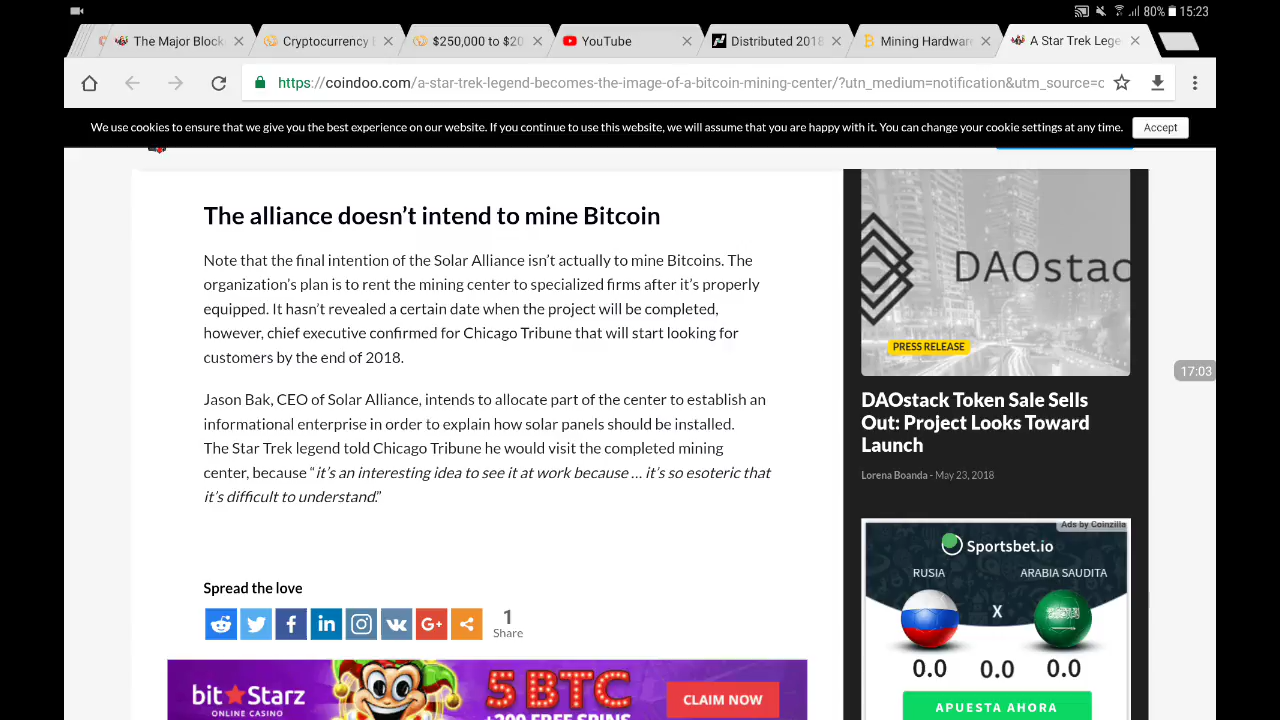 80% 15:23
The Major Block
Cryptocurrency
$250,000 to $20
YouTube
Distributed 2018
Mining Hardware
A Star Trek Lege
https://coindoo.com/a-star-trek-legend-becomes-the-image-of-a-bitcoin-mining-center/?utn_medium=notification&utm_source=c
We use cookies to ensure that we give you the best experience on our website. If you continue to use this website, we will assume that you are happy with it. You can change your cookie settings at any time. Accept
The alliance doesn't intend to mine Bitcoin
Note that the final intention of the Solar Alliance isn't actually to mine Bitcoins. The
organization's plan is to rent the mining center to specialized firms after it's properly
equipped. It hasn't revealed a certain date when the project will be completed,
however, chief executive confirmed for Chicago Tribune that will start looking for
customers by the end of 2018.
Jason Bak, CEO of Solar Alliance, intends to allocate part of the center to establish an
informational enterprise in order to explain how solar panels should be installed.
The Star Trek legend told Chicago Tribune he would visit the completed mining
center, because “it's an interesting idea to see it at work because … it's so esoteric that
it's difficult to understand.”
Spread the love
1
Share
bitstarz
ONLINE CASINO
5 BTC
+200 FREE SPINS
CLAIM NOW
DAOstac
PRESS RELEASE
DAOstack Token Sale Sells
Out: Project Looks Toward
Launch
Lorena Boanda - May 23, 2018
17:03
Ads by Coinzilla
Sportsbet.io
RUSIA ARABIA SAUDITA
X
0.0 0.0 0.0
APUESTA AHORA